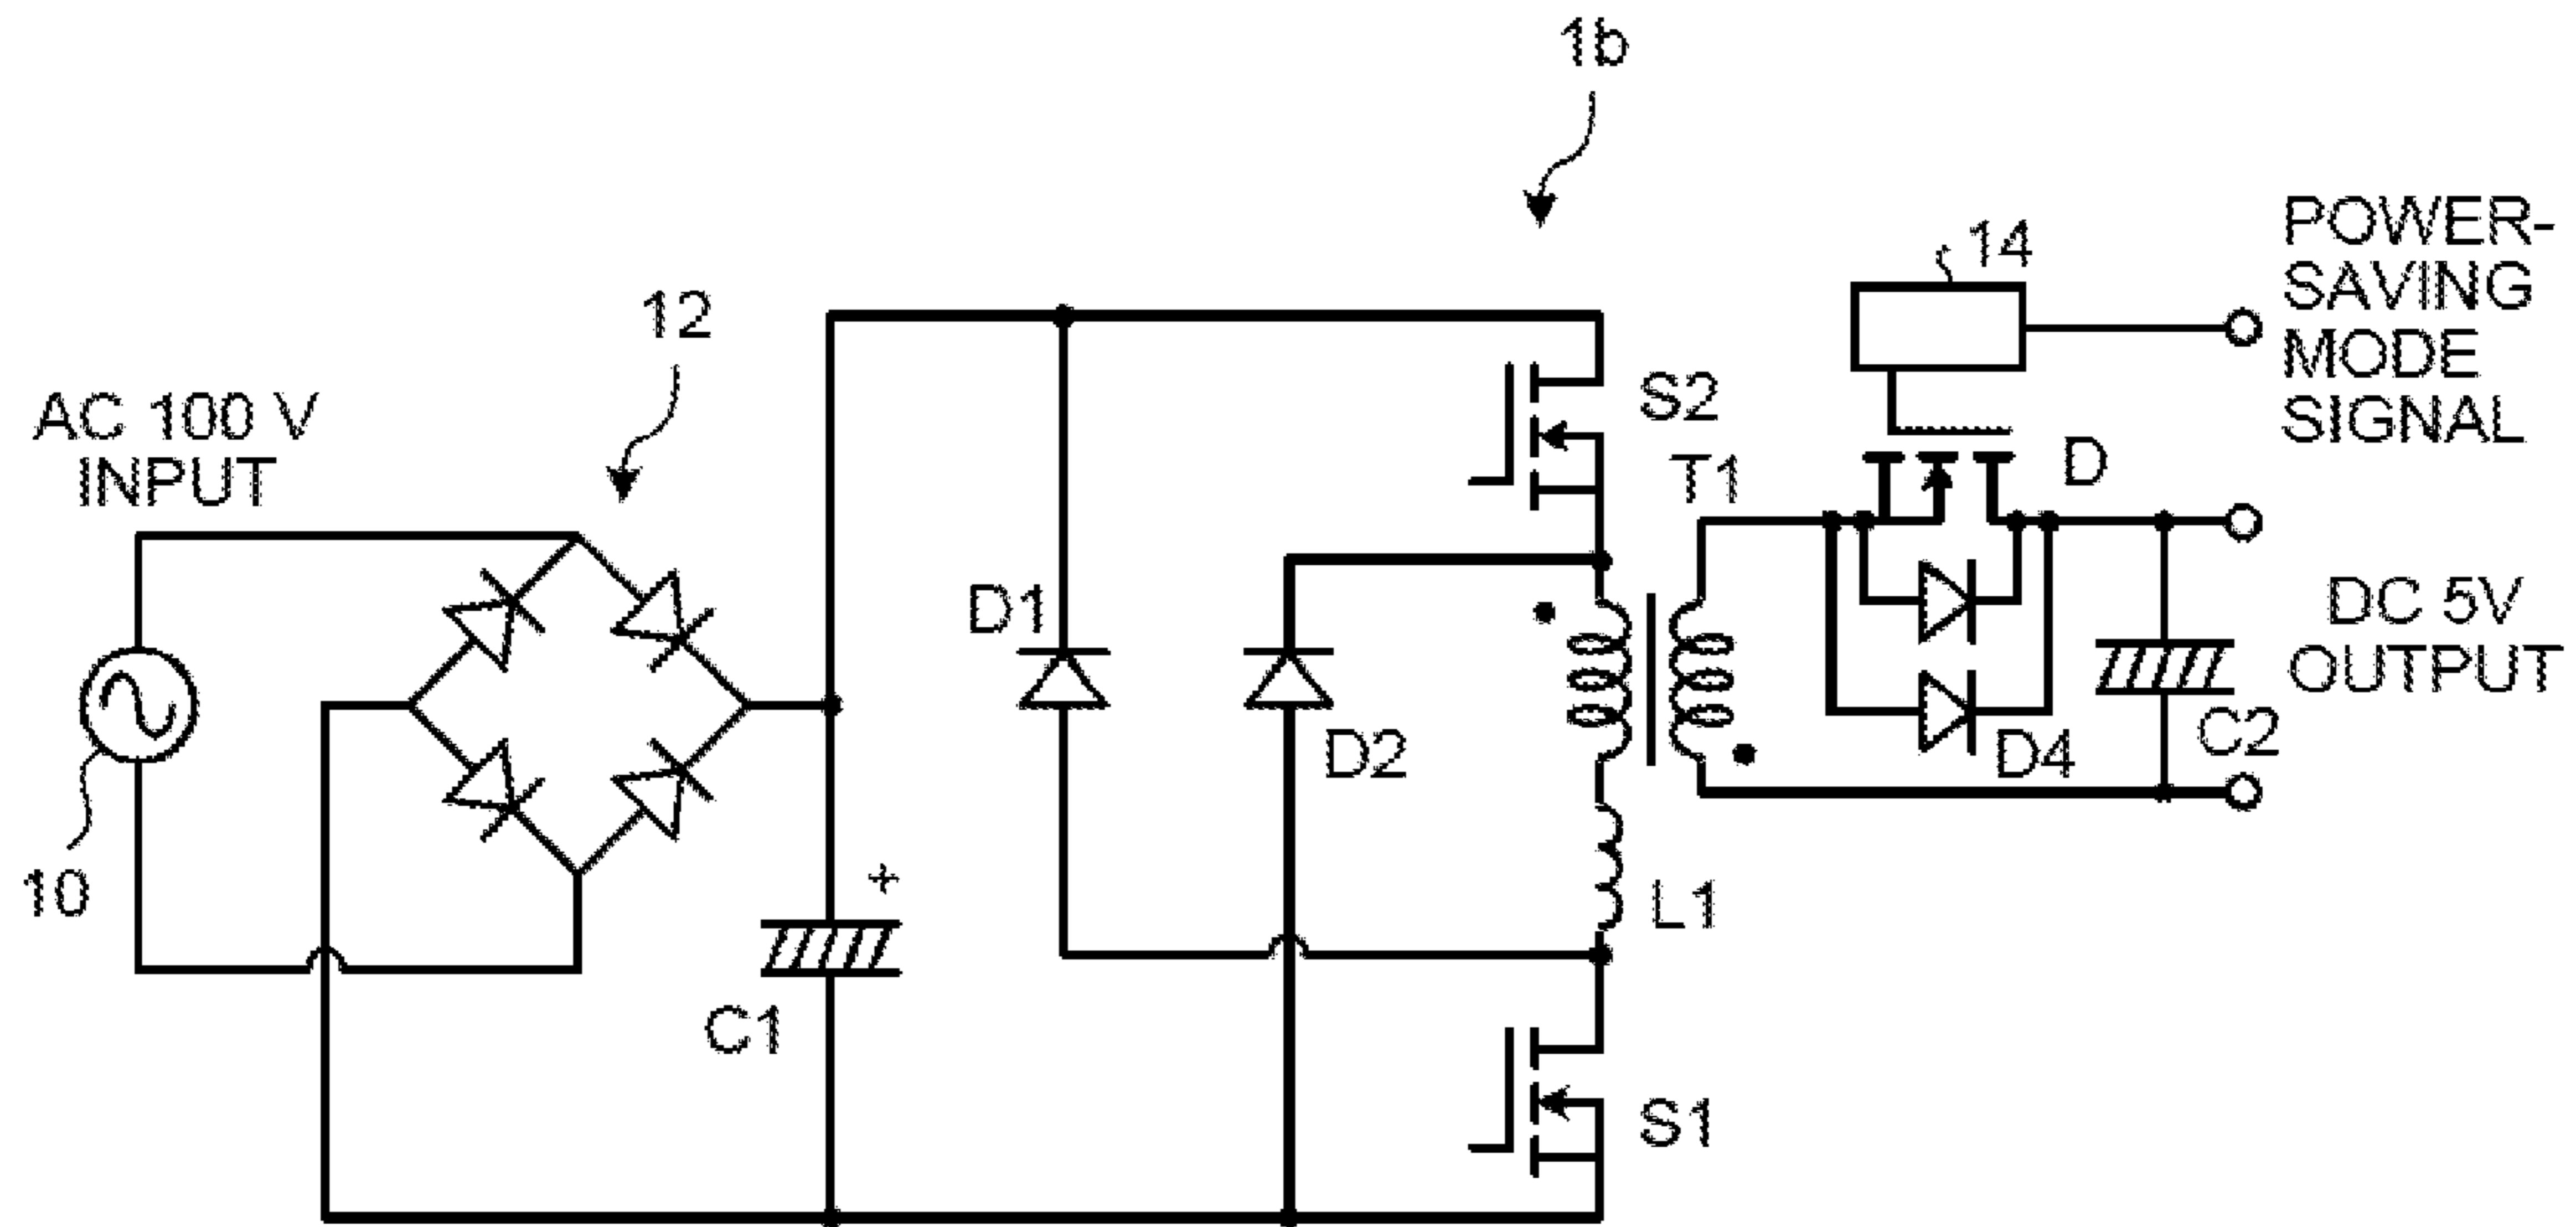 1b
14
POWER-
SAVING
MODE
SIGNAL
12
AC 100 V
INPUT
S2
T1
D
D1
D2
D4
DC 5V
OUTPUT
C2
10
+
C1
L1
S1